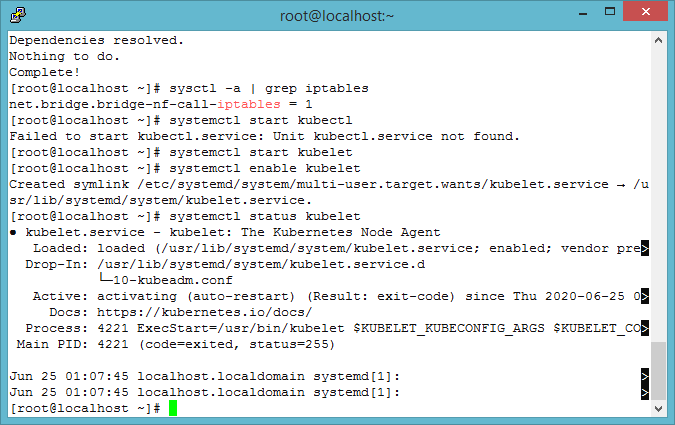 root@localhost:~
Dependencies resolved.
Nothing to do.
Complete!
[root@localhost ~]# sysctl -a | grep iptables
net.bridge.bridge-nf-call-iptables = 1
[root@localhost ~]# systemctl start kubectl
Failed to start kubectl.service: Unit kubectl.service not found.
[root@localhost ~]# systemctl start kubelet
[root@localhost ~]# systemctl enable kubelet
Created symlink /etc/systemd/system/multi-user.target.wants/kubelet.service → /u
sr/lib/systemd/system/kubelet.service.
[root@localhost ~]# systemctl status kubelet
● kubelet.service - kubelet: The Kubernetes Node Agent
   Loaded: loaded (/usr/lib/systemd/system/kubelet.service; enabled; vendor pre>
  Drop-In: /usr/lib/systemd/system/kubelet.service.d
           └─10-kubeadm.conf
   Active: activating (auto-restart) (Result: exit-code) since Thu 2020-06-25 0>
     Docs: https://kubernetes.io/docs/
  Process: 4221 ExecStart=/usr/bin/kubelet $KUBELET_KUBECONFIG_ARGS $KUBELET_CO>
 Main PID: 4221 (code=exited, status=255)

Jun 25 01:07:45 localhost.localdomain systemd[1]:                              >
Jun 25 01:07:45 localhost.localdomain systemd[1]:                              >
[root@localhost ~]#